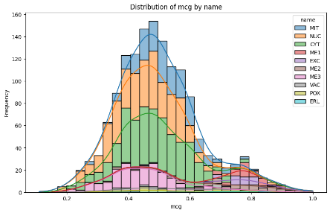 Distribution of mcg by name
name
MIT
NUC
CYT
ME1
EXC
ME2
ME3
VAC
POX
ERL
Frequency
160
140
120
100
80
60
40
20
0
0.2
0.4
0.6
0.8
1.0
mcg